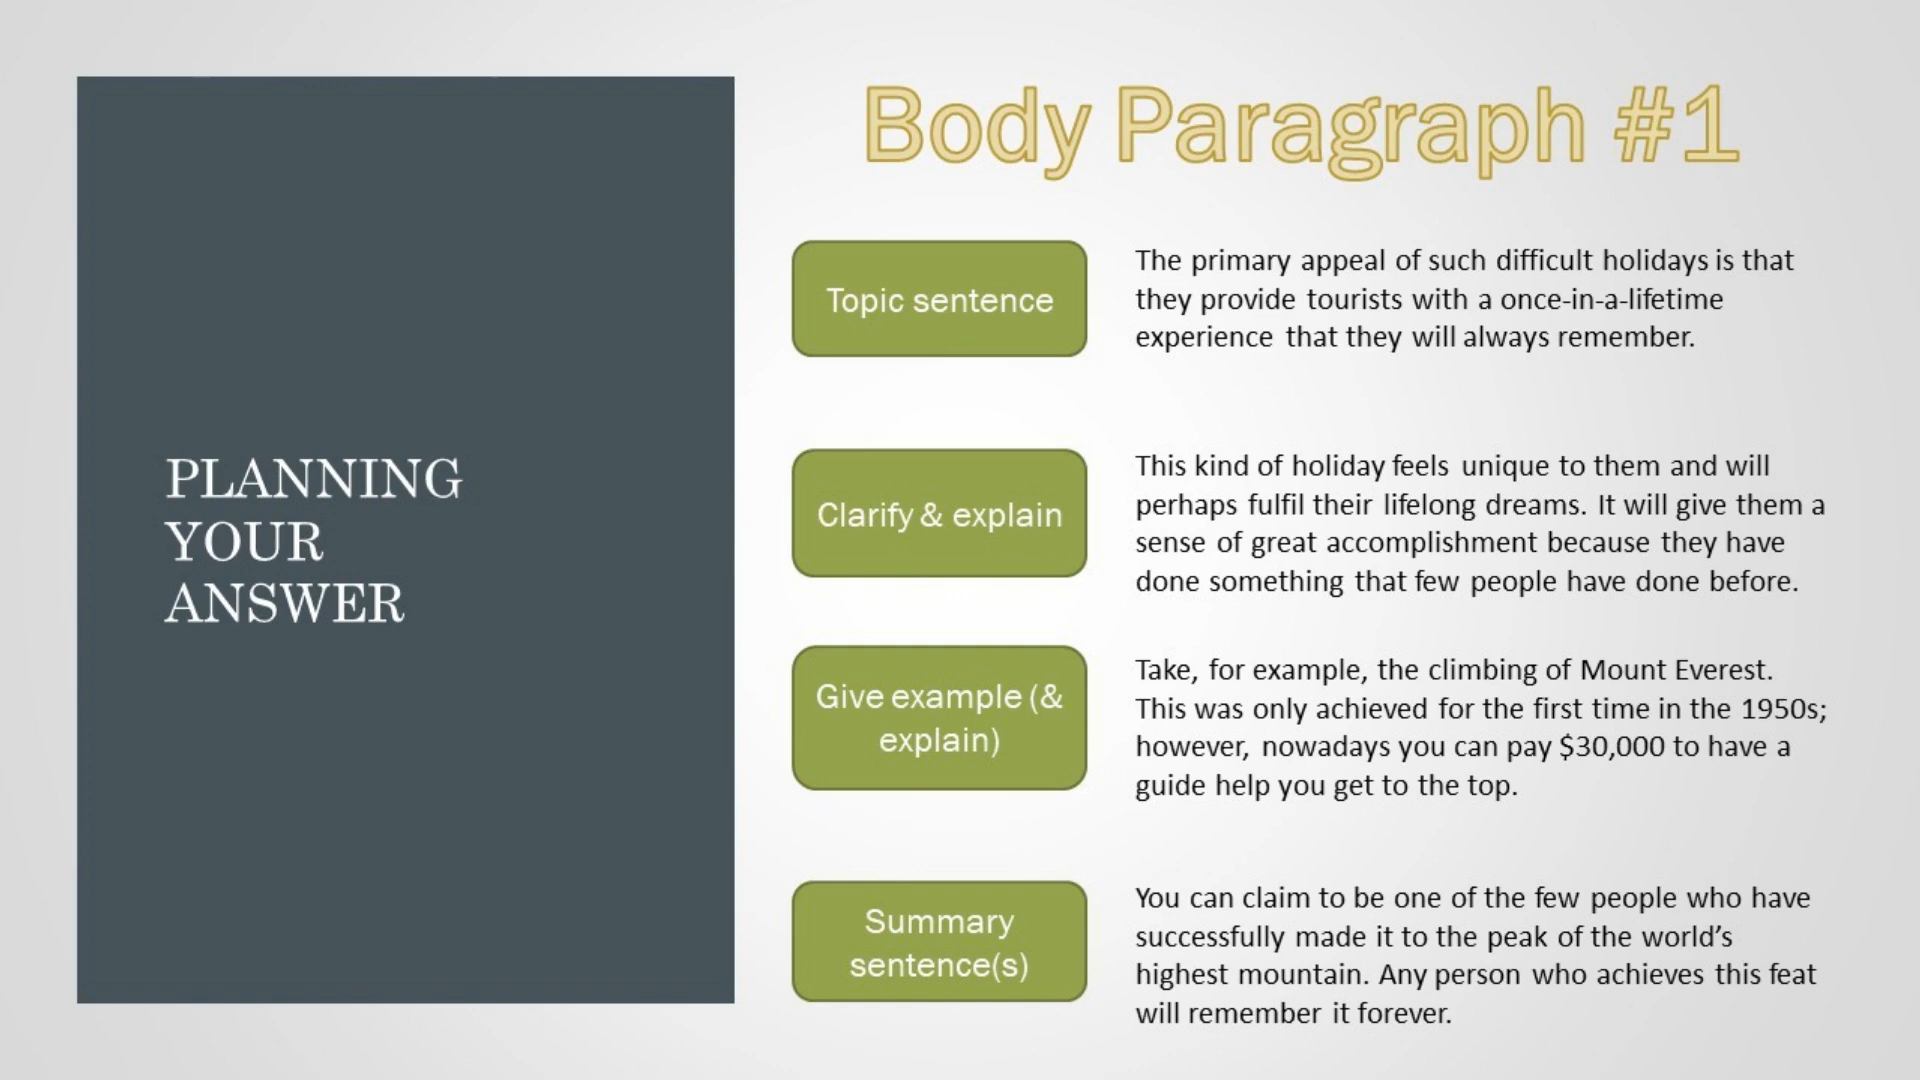 PLANNING
YOUR
ANSWER
Body Paragraph #1
Topic sentence
The primary appeal of such difficult holidays is that
they provide tourists with a once-in-a-lifetime
experience that they will always remember.
Clarify & explain
This kind of holiday feels unique to them and will
perhaps fulfil their lifelong dreams. It will give them a
sense of great accomplishment because they have
done something that few people have done before.
Give example (&
explain)
Take, for example, the climbing of Mount Everest.
This was only achieved for the first time in the 1950s;
however, nowadays you can pay $30,000 to have a
guide help you get to the top.
Summary
sentence(s)
You can claim to be one of the few people who have
successfully made it to the peak of the world’s
highest mountain. Any person who achieves this feat
will remember it forever.